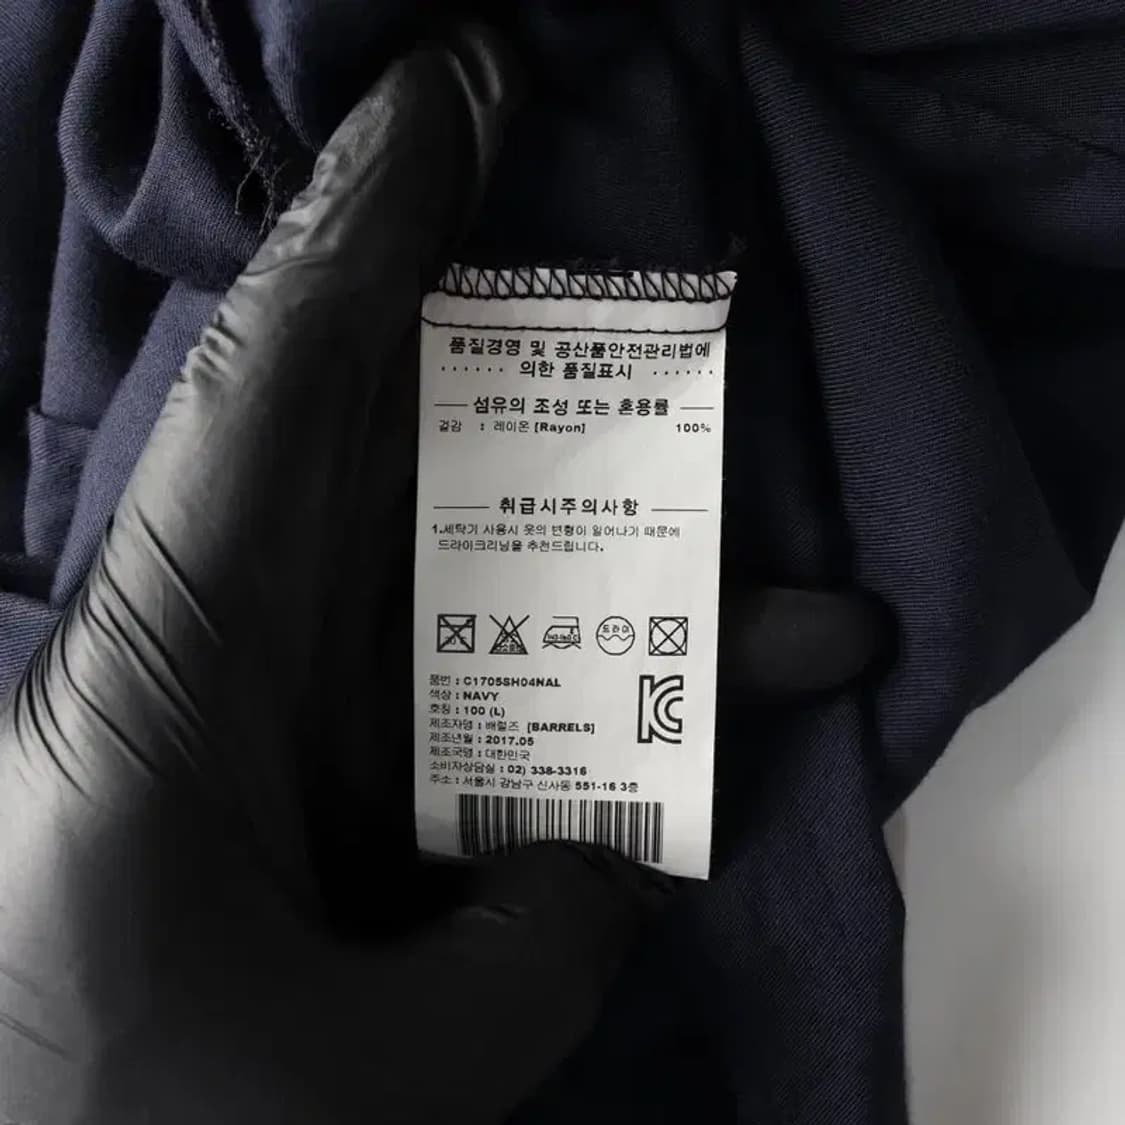 품질경영 및 공산품안전관리법에
······ 의한 품질표시 ······
섬유의 조성 또는 혼용률
겉감 : 레이온 [Rayon] 100%
취급시주의사항
1.세탁기 사용시 옷의 변형이 일어나기 때문에
드라이크리닝을 추천드립니다.
드라이
품번 : C1705SH04NAL
색상 : NAVY
호칭 : 100 (L)
제조자명 : 배럴즈 [BARRELS]
제조년월 : 2017.05
제조국명 : 대한민국
소비자상담실 : 02) 338-3316
주소 : 서울시 강남구 신사동 551-16 3층